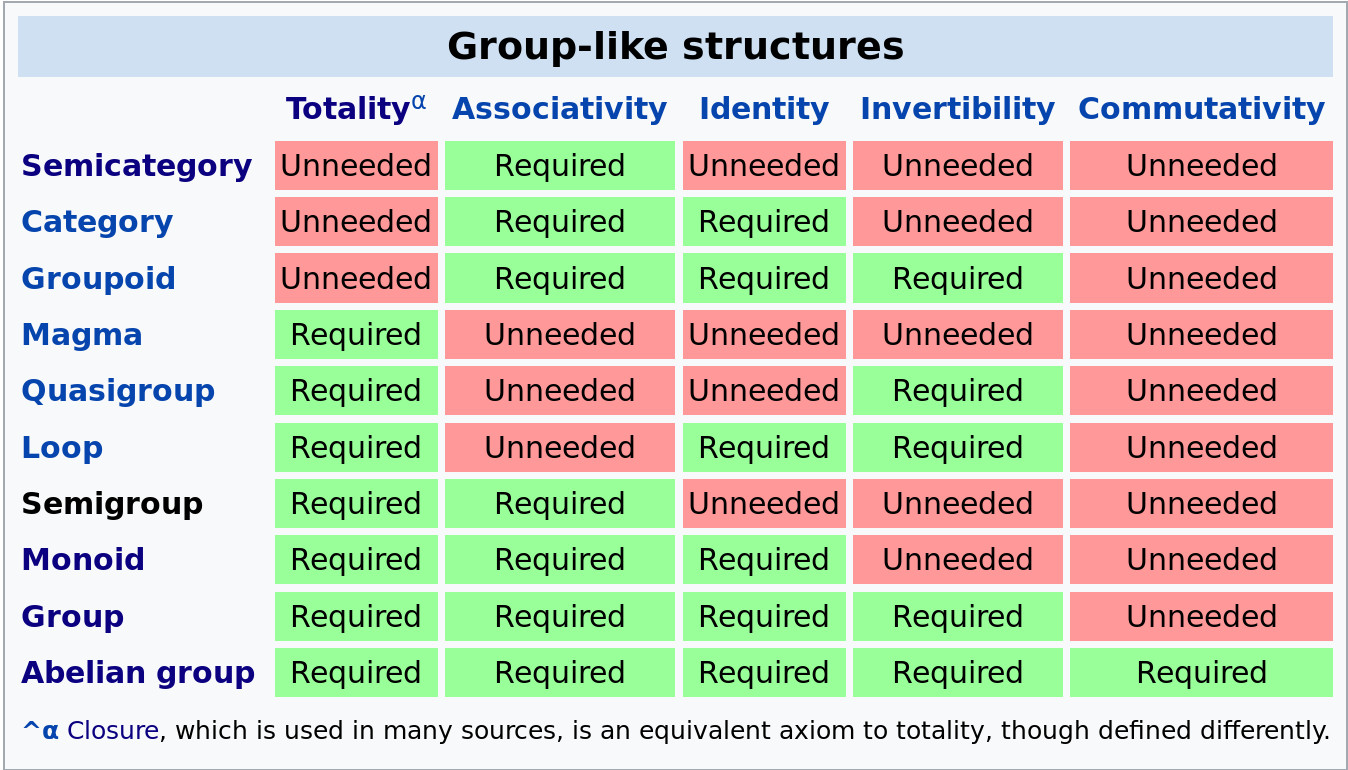 Group-like structures
Totalityα Associativity Identity Invertibility Commutativity
Semicategory Unneeded Required Unneeded Unneeded Unneeded
Category Unneeded Required Required Unneeded Unneeded
Groupoid Unneeded Required Required Required Unneeded
Magma Required Unneeded Unneeded Unneeded Unneeded
Quasigroup Required Unneeded Unneeded Required Unneeded
Loop Required Unneeded Required Required Unneeded
Semigroup Required Required Unneeded Unneeded Unneeded
Monoid Required Required Required Unneeded Unneeded
Group Required Required Required Required Unneeded
Abelian group Required Required Required Required Required
^α Closure, which is used in many sources, is an equivalent axiom to totality, though defined differently.